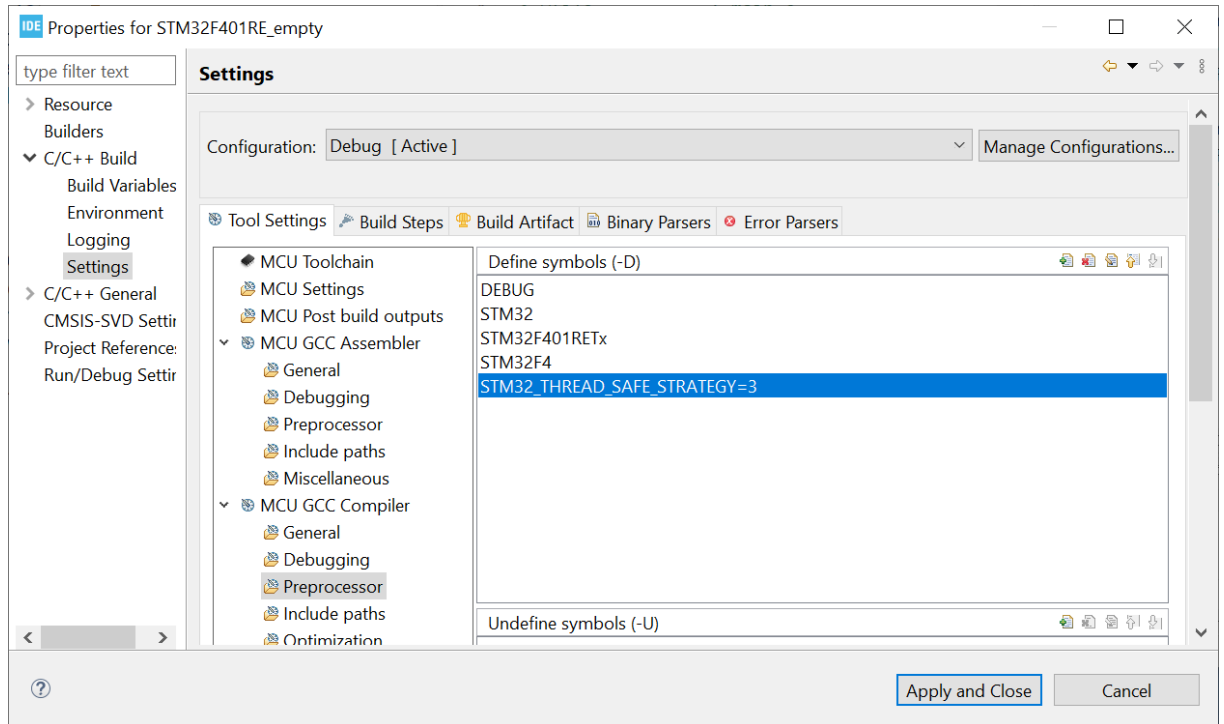 IDE Properties for STM32F401RE_empty
type filter text
Resource
Builders
C/C++ Build
Build Variables
Environment
Logging
Settings
C/C++ General
CMSIS-SVD Settir
Project Reference:
Run/Debug Settir
Settings
Configuration: Debug [ Active ]
Manage Configurations...
Tool Settings Build Steps Build Artifact Binary Parsers Error Parsers
MCU Toolchain
MCU Settings
MCU Post build outputs
MCU GCC Assembler
General
Debugging
Preprocessor
Include paths
Miscellaneous
MCU GCC Compiler
General
Debugging
Preprocessor
Include paths
Optimization
Define symbols (-D)
DEBUG
STM32
STM32F401RETx
STM32F4
STM32_THREAD_SAFE_STRATEGY=3
Undefine symbols (-U)
Apply and Close
Cancel